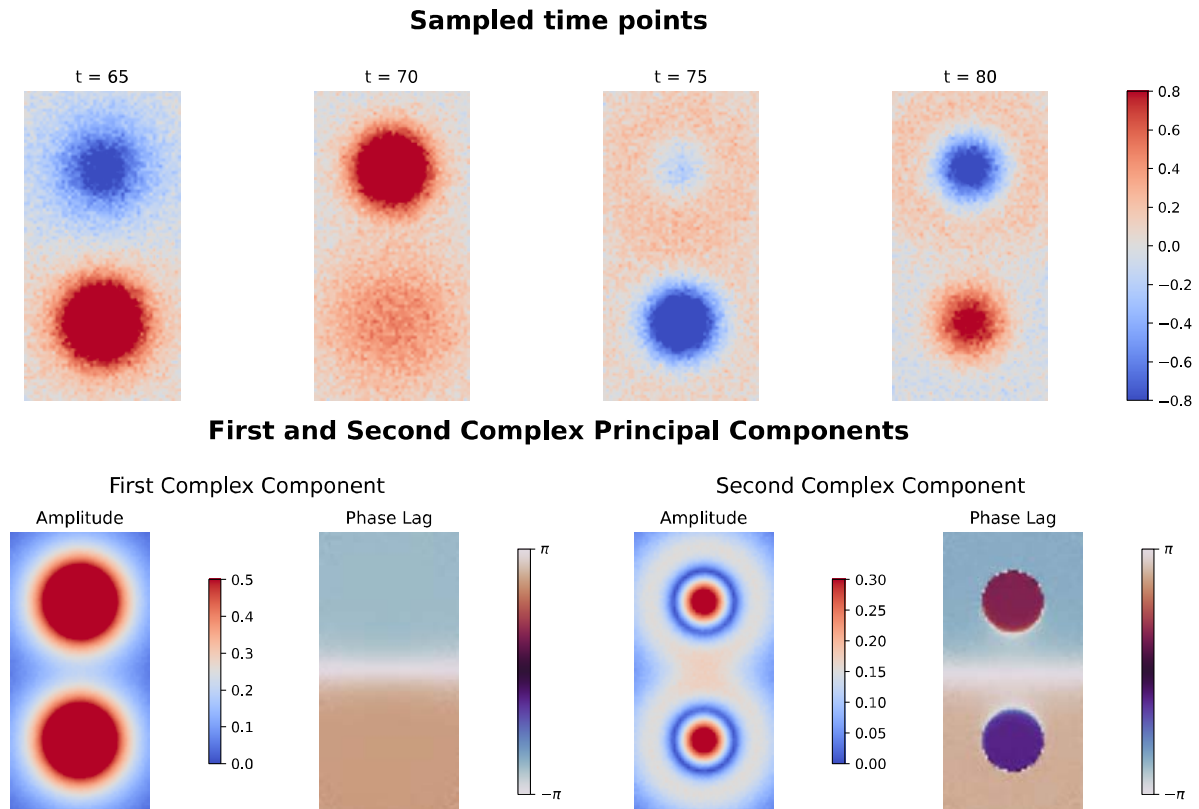 Sampled time points
t = 65
t = 70
t = 75
t = 80
0.8
0.6
0.4
0.2
0.0
−0.2
−0.4
−0.6
−0.8
First and Second Complex Principal Components
First Complex Component
Second Complex Component
Amplitude
Phase Lag
Amplitude
Phase Lag
0.5
0.4
0.3
0.2
0.1
0.0
π
−π
0.30
0.25
0.20
0.15
0.10
0.05
0.00
π
−π